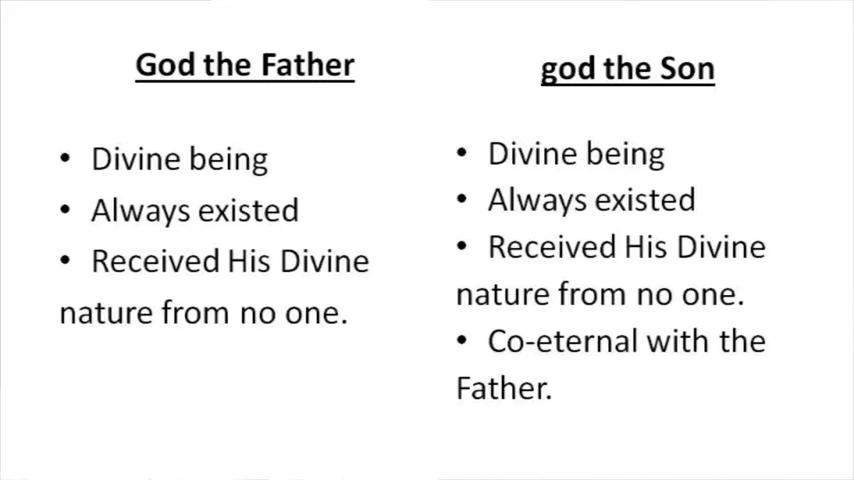 God the Father
• Divine being
• Always existed
• Received His Divine
nature from no one.
god the Son
• Divine being
• Always existed
• Received His Divine
nature from no one.
• Co-eternal with the
Father.